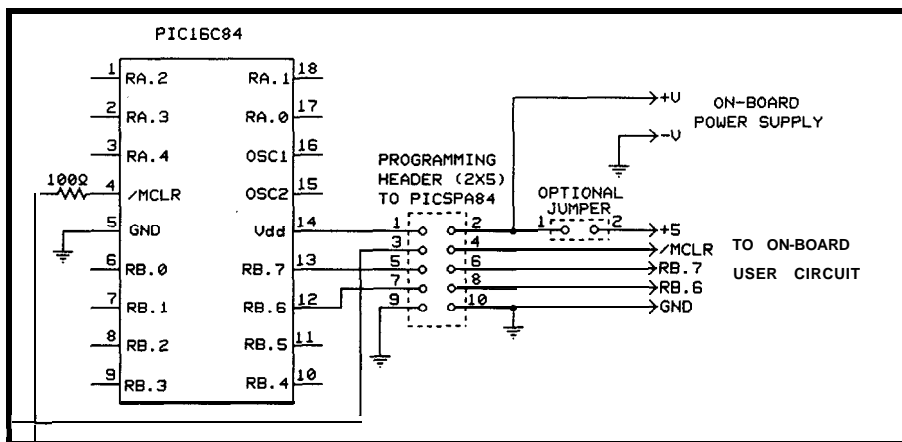 PIC16C84
1 RA.2 RA.1 18
2 RA.3 RA.0 17
3 RA.4 OSC1 16
100Ω 4 /MCLR OSC2 15
5 GND Vdd 14
6 RB.0 RB.7 13
7 RB.1 RB.6 12
8 RB.2 RB.5 11
9 RB.3 RB.4 10
PROGRAMMING
HEADER (2X5)
TO PICSPA84
1 2
3 4
5 6
7 8
9 10
+V
-V
ON-BOARD
POWER SUPPLY
OPTIONAL
JUMPER
1 2
+5
/MCLR
RB.7
RB.6
GND
TO ON-BOARD
USER CIRCUIT